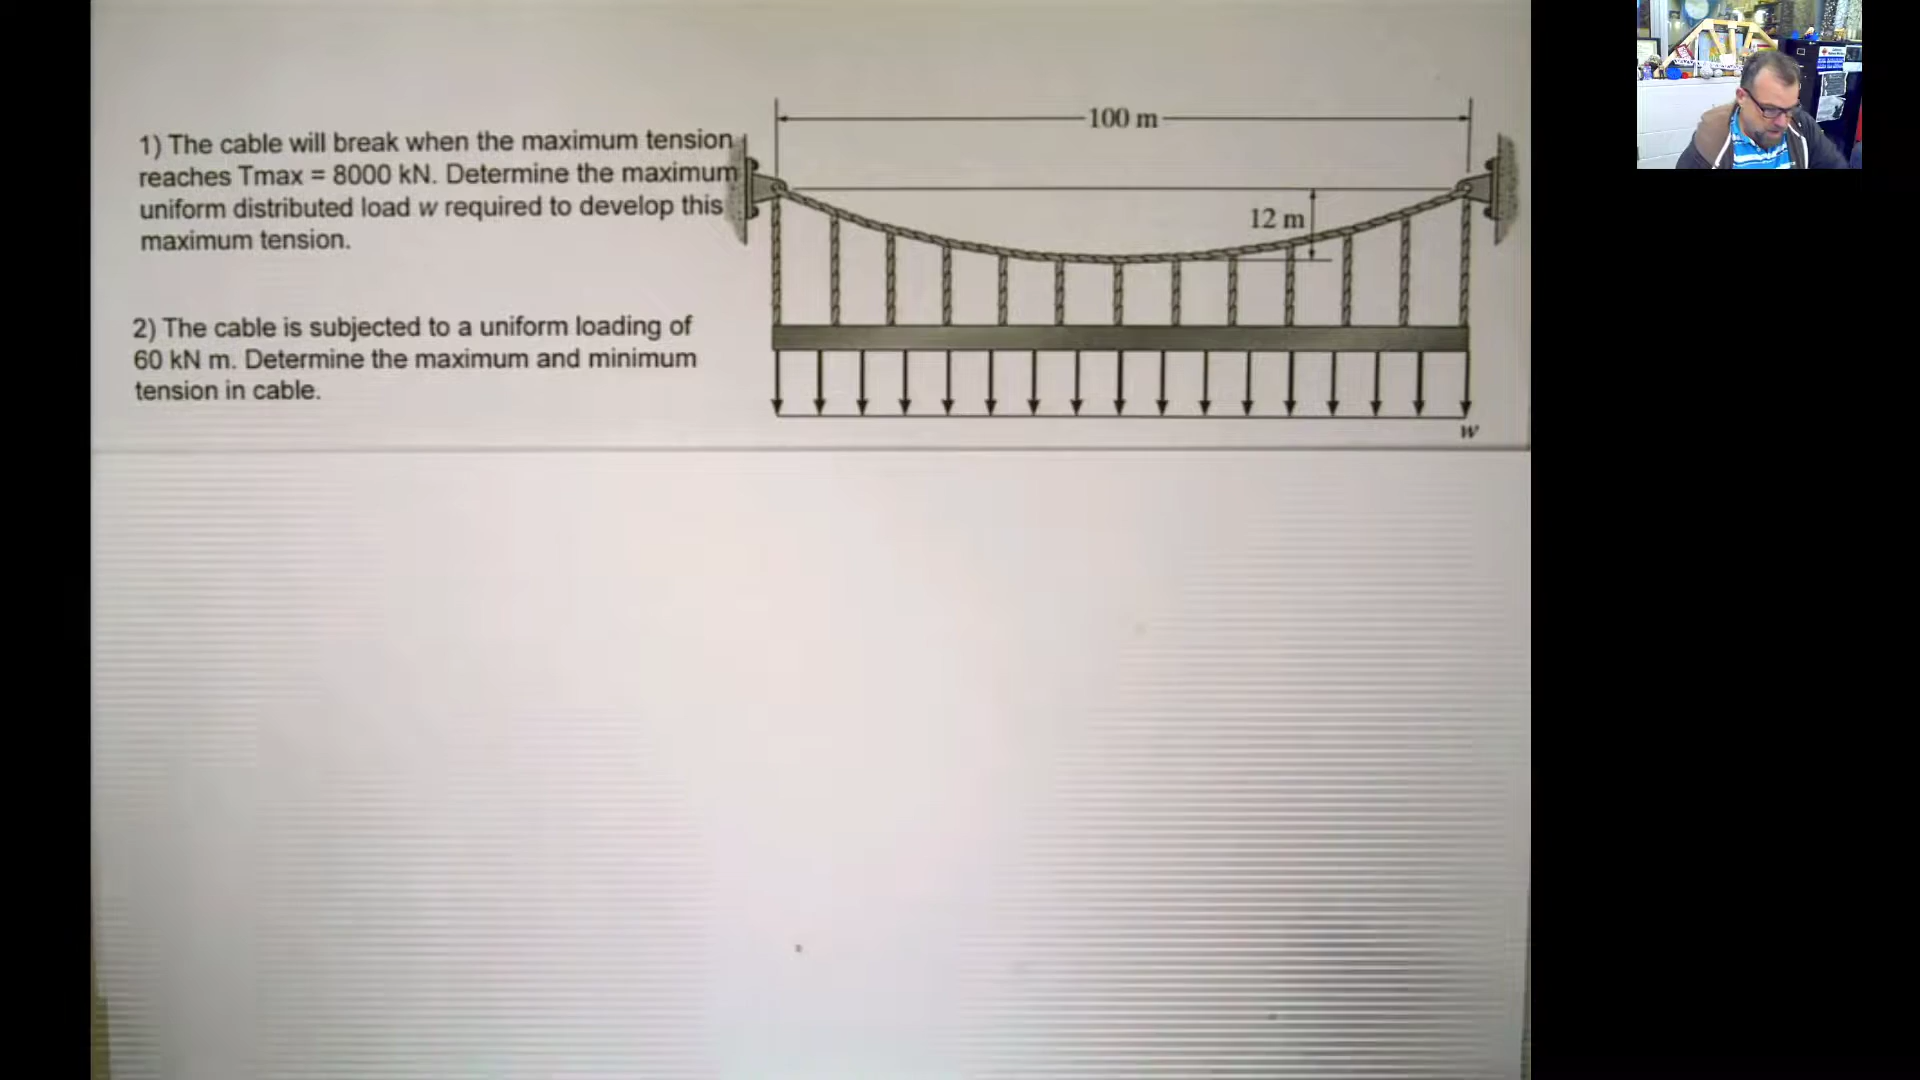 1) The cable will break when the maximum tension
reaches Tmax = 8000 kN. Determine the maximum
uniform distributed load w required to develop this
maximum tension.
2) The cable is subjected to a uniform loading of
60 kN m. Determine the maximum and minimum
tension in cable.
100 m
12 m
w